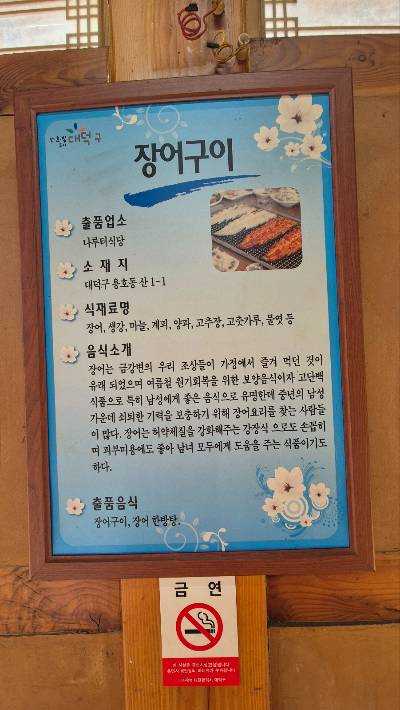 대덕구
장어구이
출품업소
나루터식당
소 재 지
대덕구 용호동 산 1-1
식재료명
장어, 생강, 마늘, 계피, 양파, 고추장, 고춧가루, 물엿 등
음식소개
장어는 금강변의 우리 조상들이 가정에서 즐겨 먹던 것이
유래 되었으며 여름철 원기회복을 위한 보양음식이자 고단백
식품으로 특히 남성에게 좋은 음식으로 유명한데 중년의 남성
가운데 쇠퇴한 기력을 보충하기 위해 장어요리를 찾는 사람들
이 많다. 장어는 허약체질을 강화해주는 강장식 으로도 손꼽히
며 피부미용에도 좋아 남녀 모두에게 도움을 주는 식품이기도
하다.
출품음식
장어구이, 장어 한방탕.
금 연